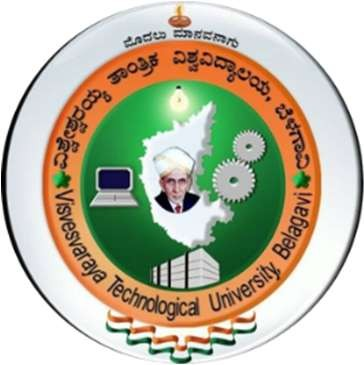 ಮೊದಲು ಮಾನವನಾಗು
ವಿಶ್ವೇಶ್ವರಯ್ಯ ತಾಂತ್ರಿಕ ವಿಶ್ವವಿದ್ಯಾಲಯ, ಬೆಳಗಾವಿ
Visvesvaraya Technological University, Belagavi